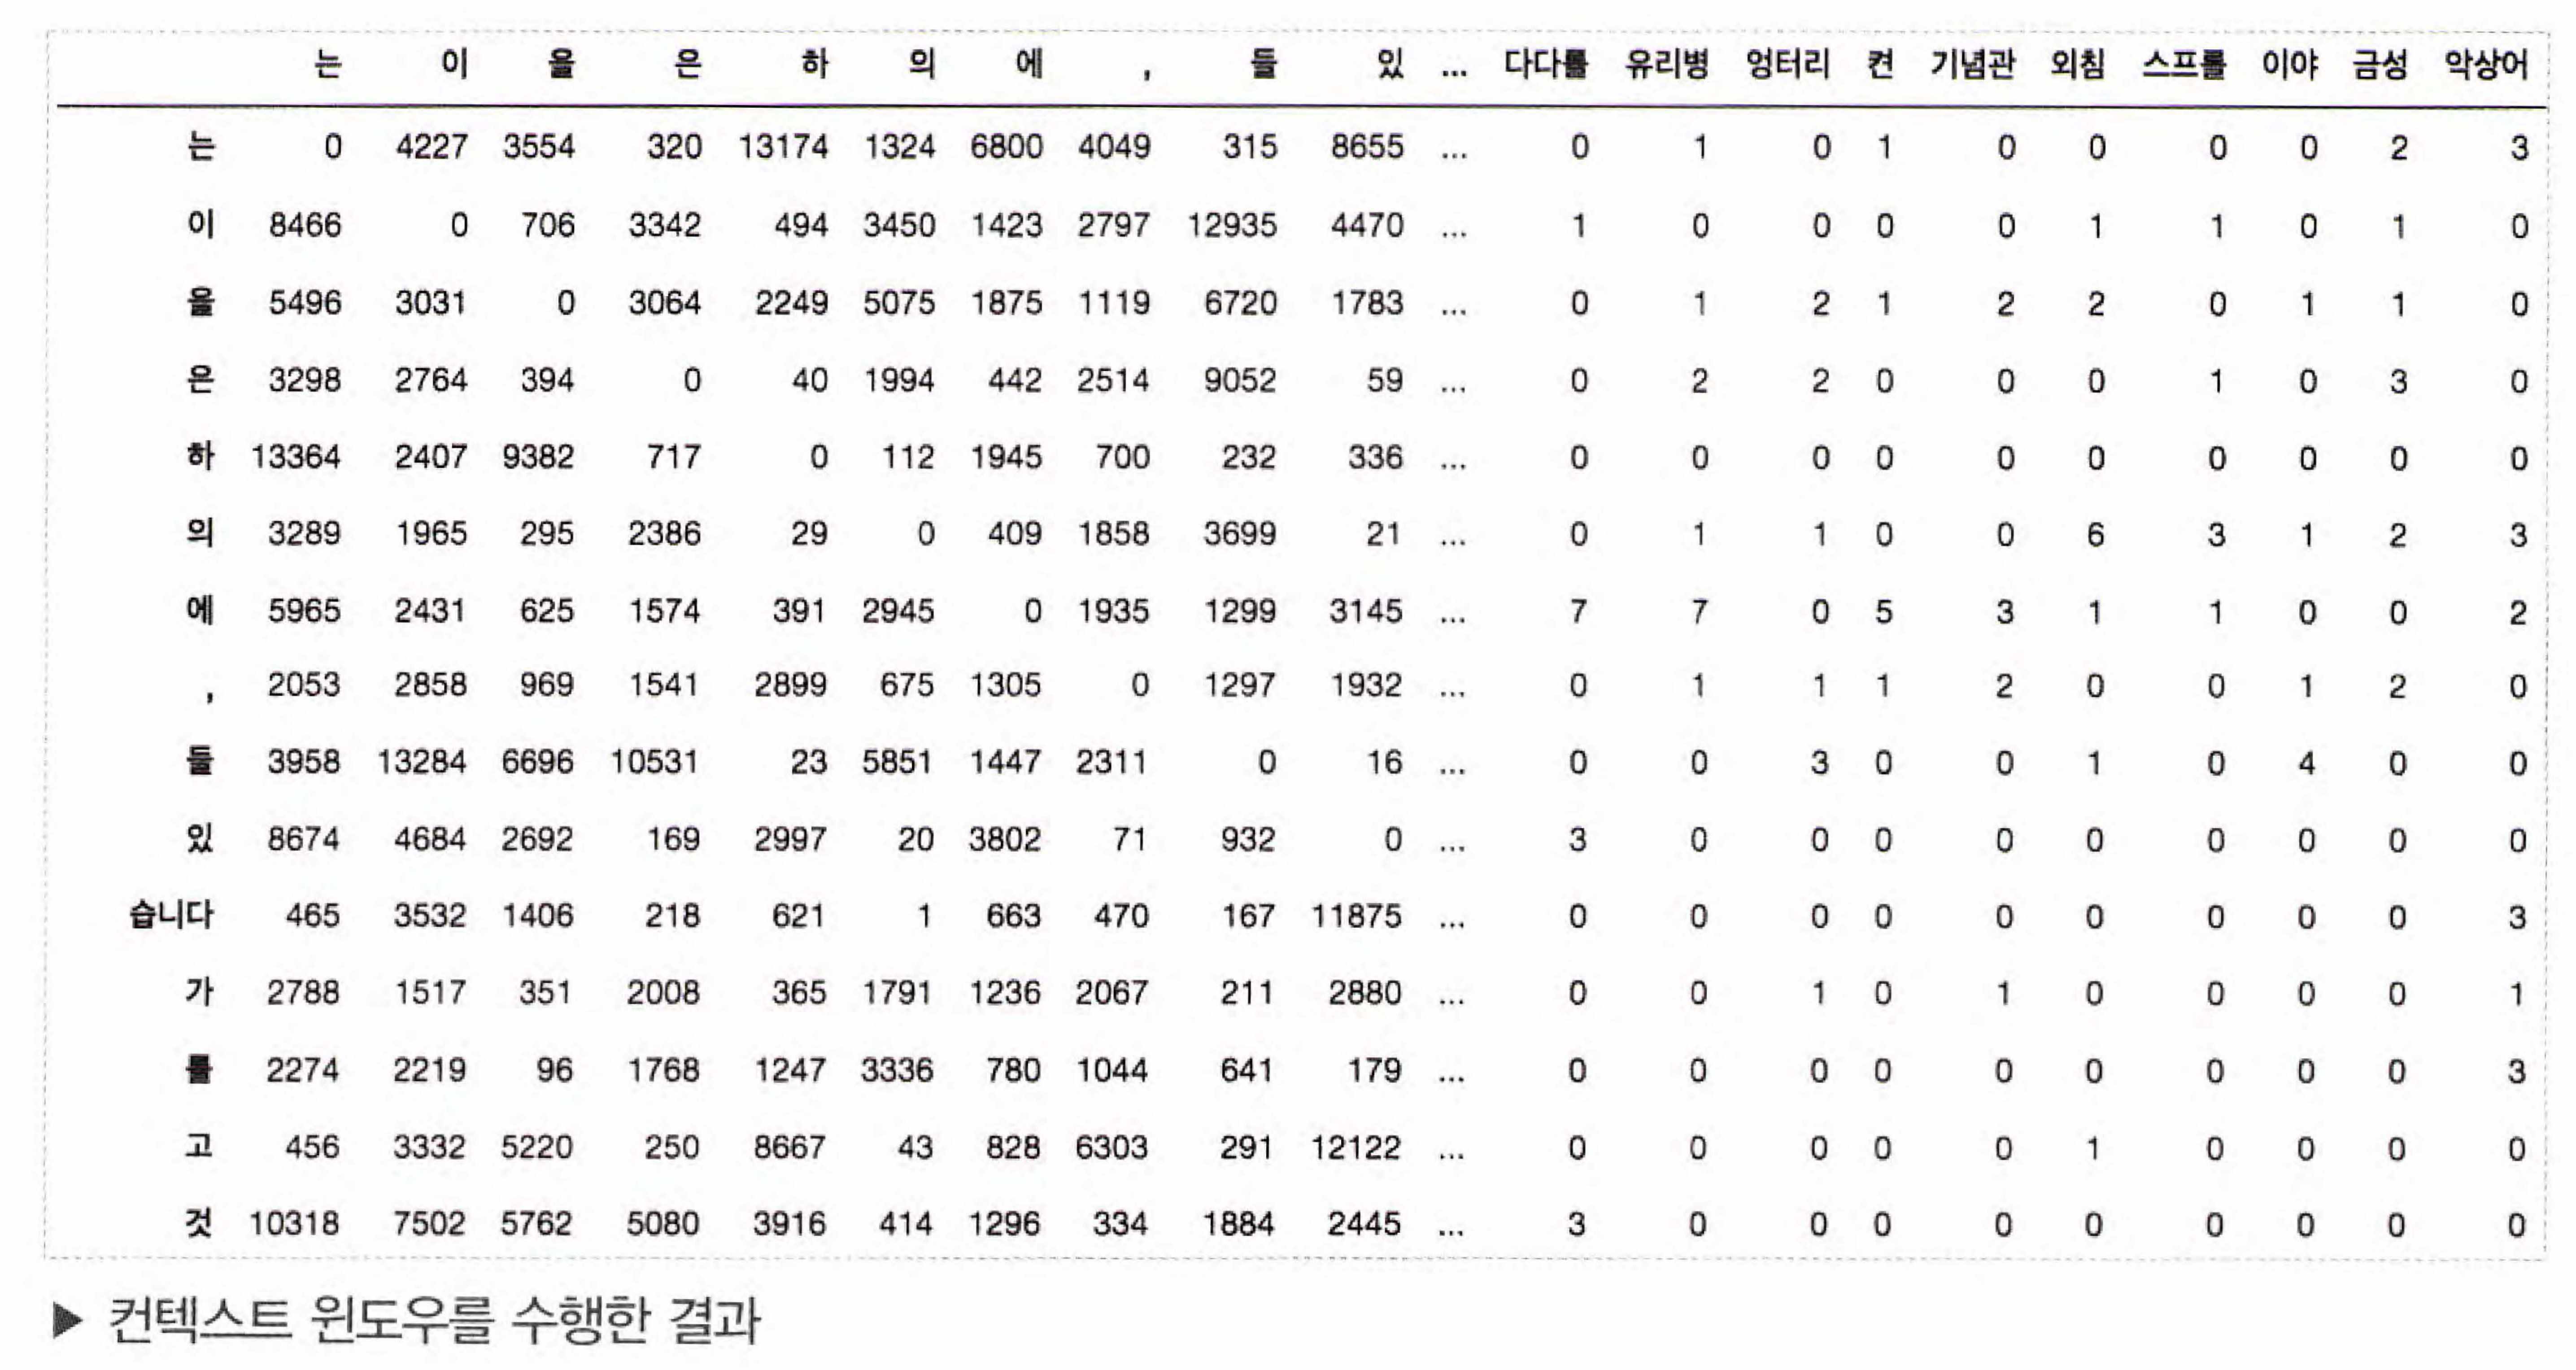 는 이 을 은 하 의 에 , 들 있 ... 다다를 유리병 엉터리 켠 기념관 외침 스프를 이야 금성 악상어
는 0 4227 3554 320 13174 1324 6800 4049 315 8655 ... 0 1 0 1 0 0 0 0 2 3
이 8466 0 706 3342 494 3450 1423 2797 12935 4470 ... 1 0 0 0 0 1 1 0 1 0
을 5496 3031 0 3064 2249 5075 1875 1119 6720 1783 ... 0 1 2 1 2 2 0 1 1 0
은 3298 2764 394 0 40 1994 442 2514 9052 59 ... 0 2 2 0 0 0 1 0 3 0
하 13364 2407 9382 717 0 112 1945 700 232 336 ... 0 0 0 0 0 0 0 0 0 0
의 3289 1965 295 2386 29 0 409 1858 3699 21 ... 0 1 1 0 0 6 3 1 2 3
에 5965 2431 625 1574 391 2945 0 1935 1299 3145 ... 7 7 0 5 3 1 1 0 0 2
, 2053 2858 969 1541 2899 675 1305 0 1297 1932 ... 0 1 1 1 2 0 0 1 2 0
들 3958 13284 6696 10531 23 5851 1447 2311 0 16 ... 0 0 3 0 0 1 0 4 0 0
있 8674 4684 2692 169 2997 20 3802 71 932 0 ... 3 0 0 0 0 0 0 0 0 0
습니다 465 3532 1406 218 621 1 663 470 167 11875 ... 0 0 0 0 0 0 0 0 0 3
가 2788 1517 351 2008 365 1791 1236 2067 211 2880 ... 0 0 1 0 1 0 0 0 0 1
를 2274 2219 96 1768 1247 3336 780 1044 641 179 ... 0 0 0 0 0 0 0 0 0 3
고 456 3332 5220 250 8667 43 828 6303 291 12122 ... 0 0 0 0 0 1 0 0 0 0
것 10318 7502 5762 5080 3916 414 1296 334 1884 2445 ... 3 0 0 0 0 0 0 0 0 0
▶ 컨텍스트 윈도우를 수행한 결과